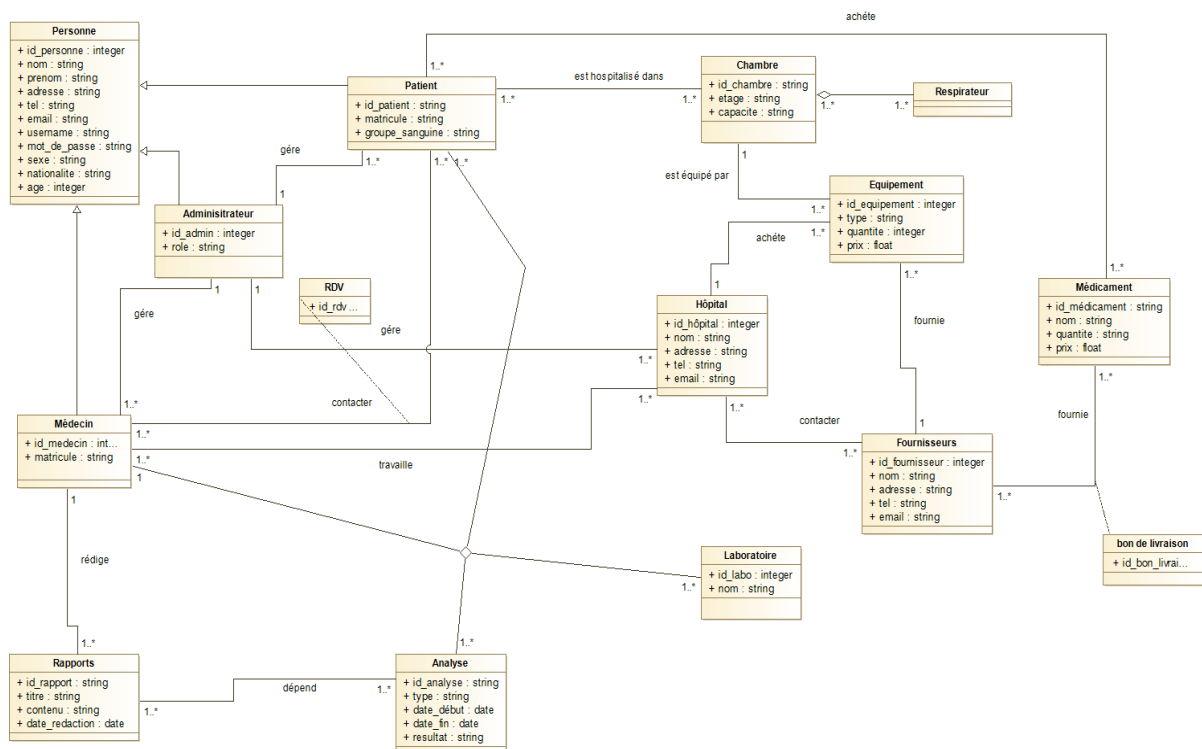 achéte
1..*
1..*
Personne
+ id_personne : integer
+ nom : string
+ prenom : string
+ adresse : string
+ tel : string
+ email : string
+ username : string
+ mot_de_passe : string
+ sexe : string
+ nationalite : string
+ age : integer
Patient
+ id_patient : string
+ matricule : string
+ groupe_sanguine : string
est hospitalisé dans
1..*
1..*
Chambre
+ id_chambre : string
+ etage : string
+ capacite : string
1..*
1..*
Respirateur
gére
1..*
1
1..*
1..*
est équipé par
1
1..*
Adminisitrateur
+ id_admin : integer
+ role : string
Equipement
+ id_equipement : integer
+ type : string
+ quantite : integer
+ prix : float
achéte
1..*
1
gére
1
1..*
1
gére
1..*
RDV
+ id_rdv ...
Hôpital
+ id_hôpital : integer
+ nom : string
+ adresse : string
+ tel : string
+ email : string
Médicament
+ id_médicament : string
+ nom : string
+ quantite : string
+ prix : float
1..*
fournie
1
contacter
1..*
1..*
travaille
1..*
contacter
1..*
1..*
1..*
fournie
1..*
Médecin
+ id_medecin : int...
+ matricule : string
Fournisseurs
+ id_fournisseur : integer
+ nom : string
+ adresse : string
+ tel : string
+ email : string
1
1
rédige
1..*
bon de livraison
+ id_bon_livrai...
Laboratoire
+ id_labo : integer
+ nom : string
1..*
1..*
Rapports
+ id_rapport : string
+ titre : string
+ contenu : string
+ date_redaction : date
1..*
dépend
1..*
Analyse
+ id_analyse : string
+ type : string
+ date_début : date
+ date_fin : date
+ resultat : string